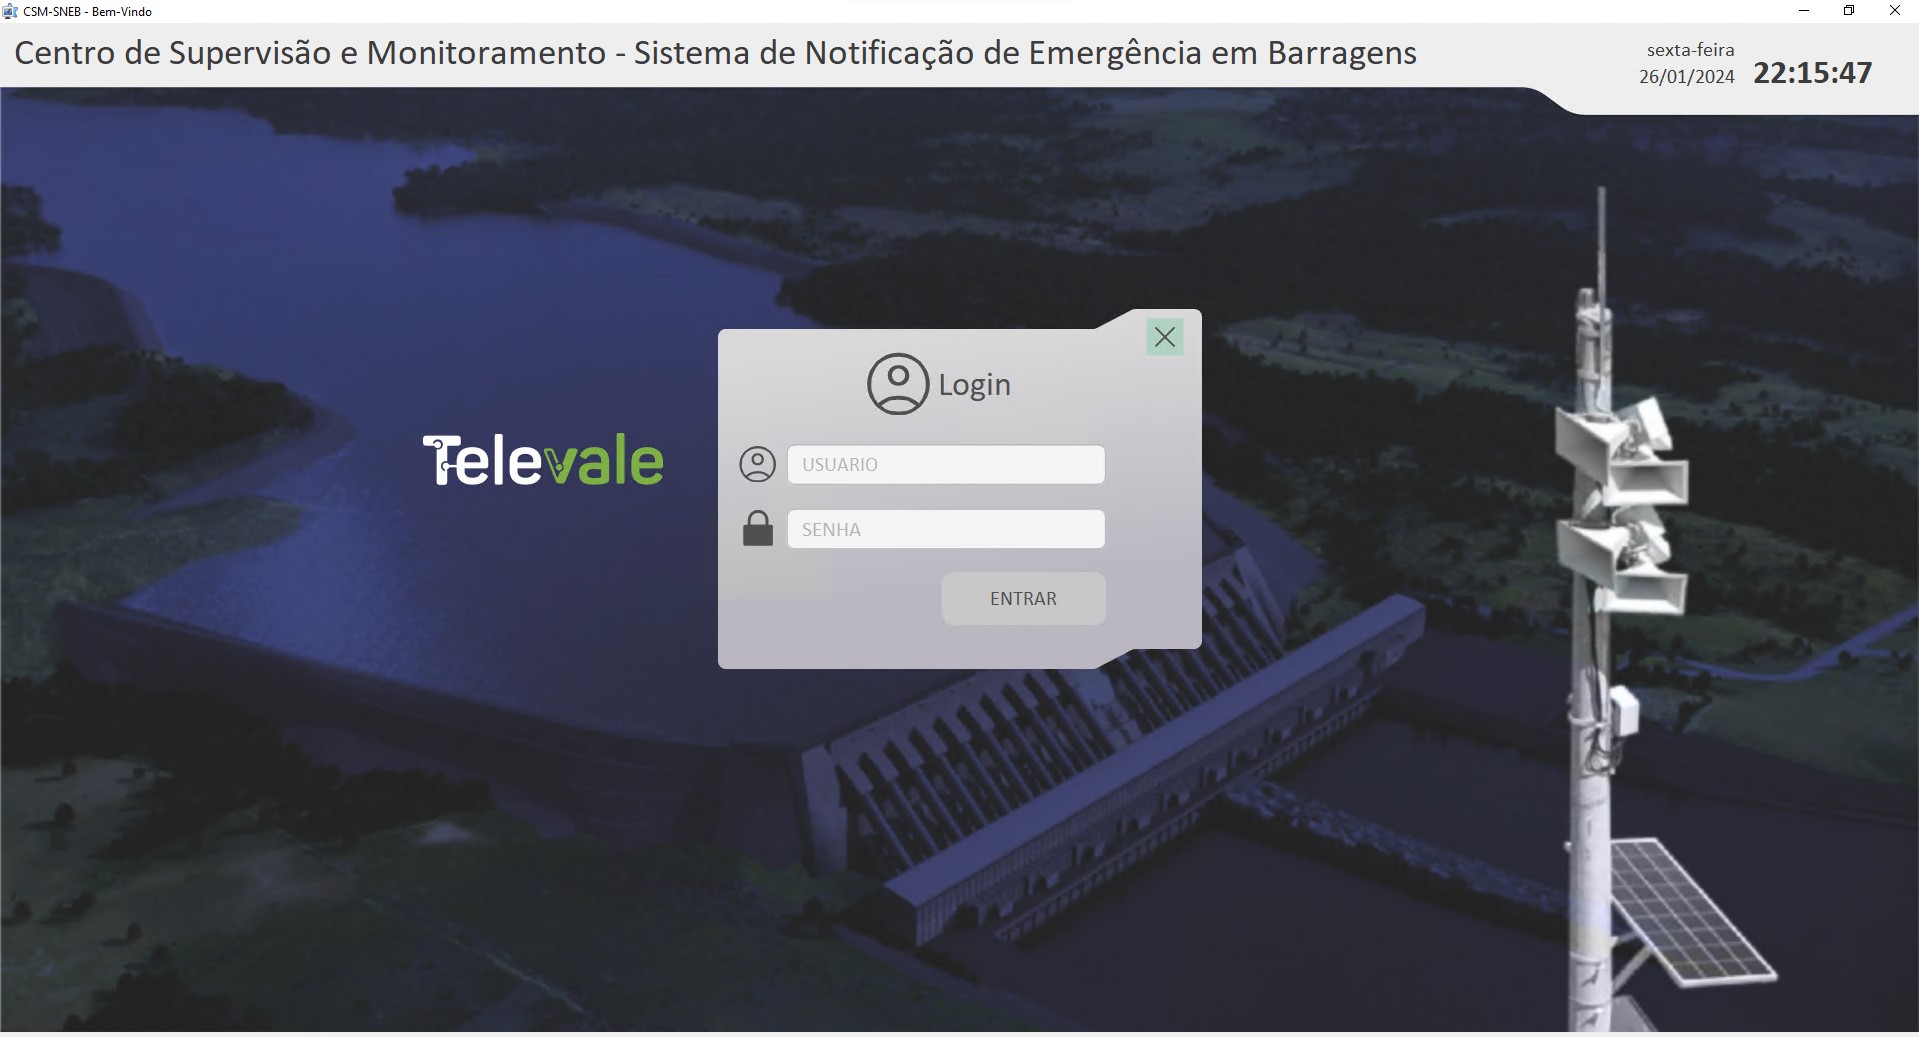 CSM-SNEB - Bem-Vindo
Centro de Supervisão e Monitoramento - Sistema de Notificação de Emergência em Barragens
sexta-feira
26/01/2024
22:15:47
Login
Televale
USUARIO
SENHA
ENTRAR